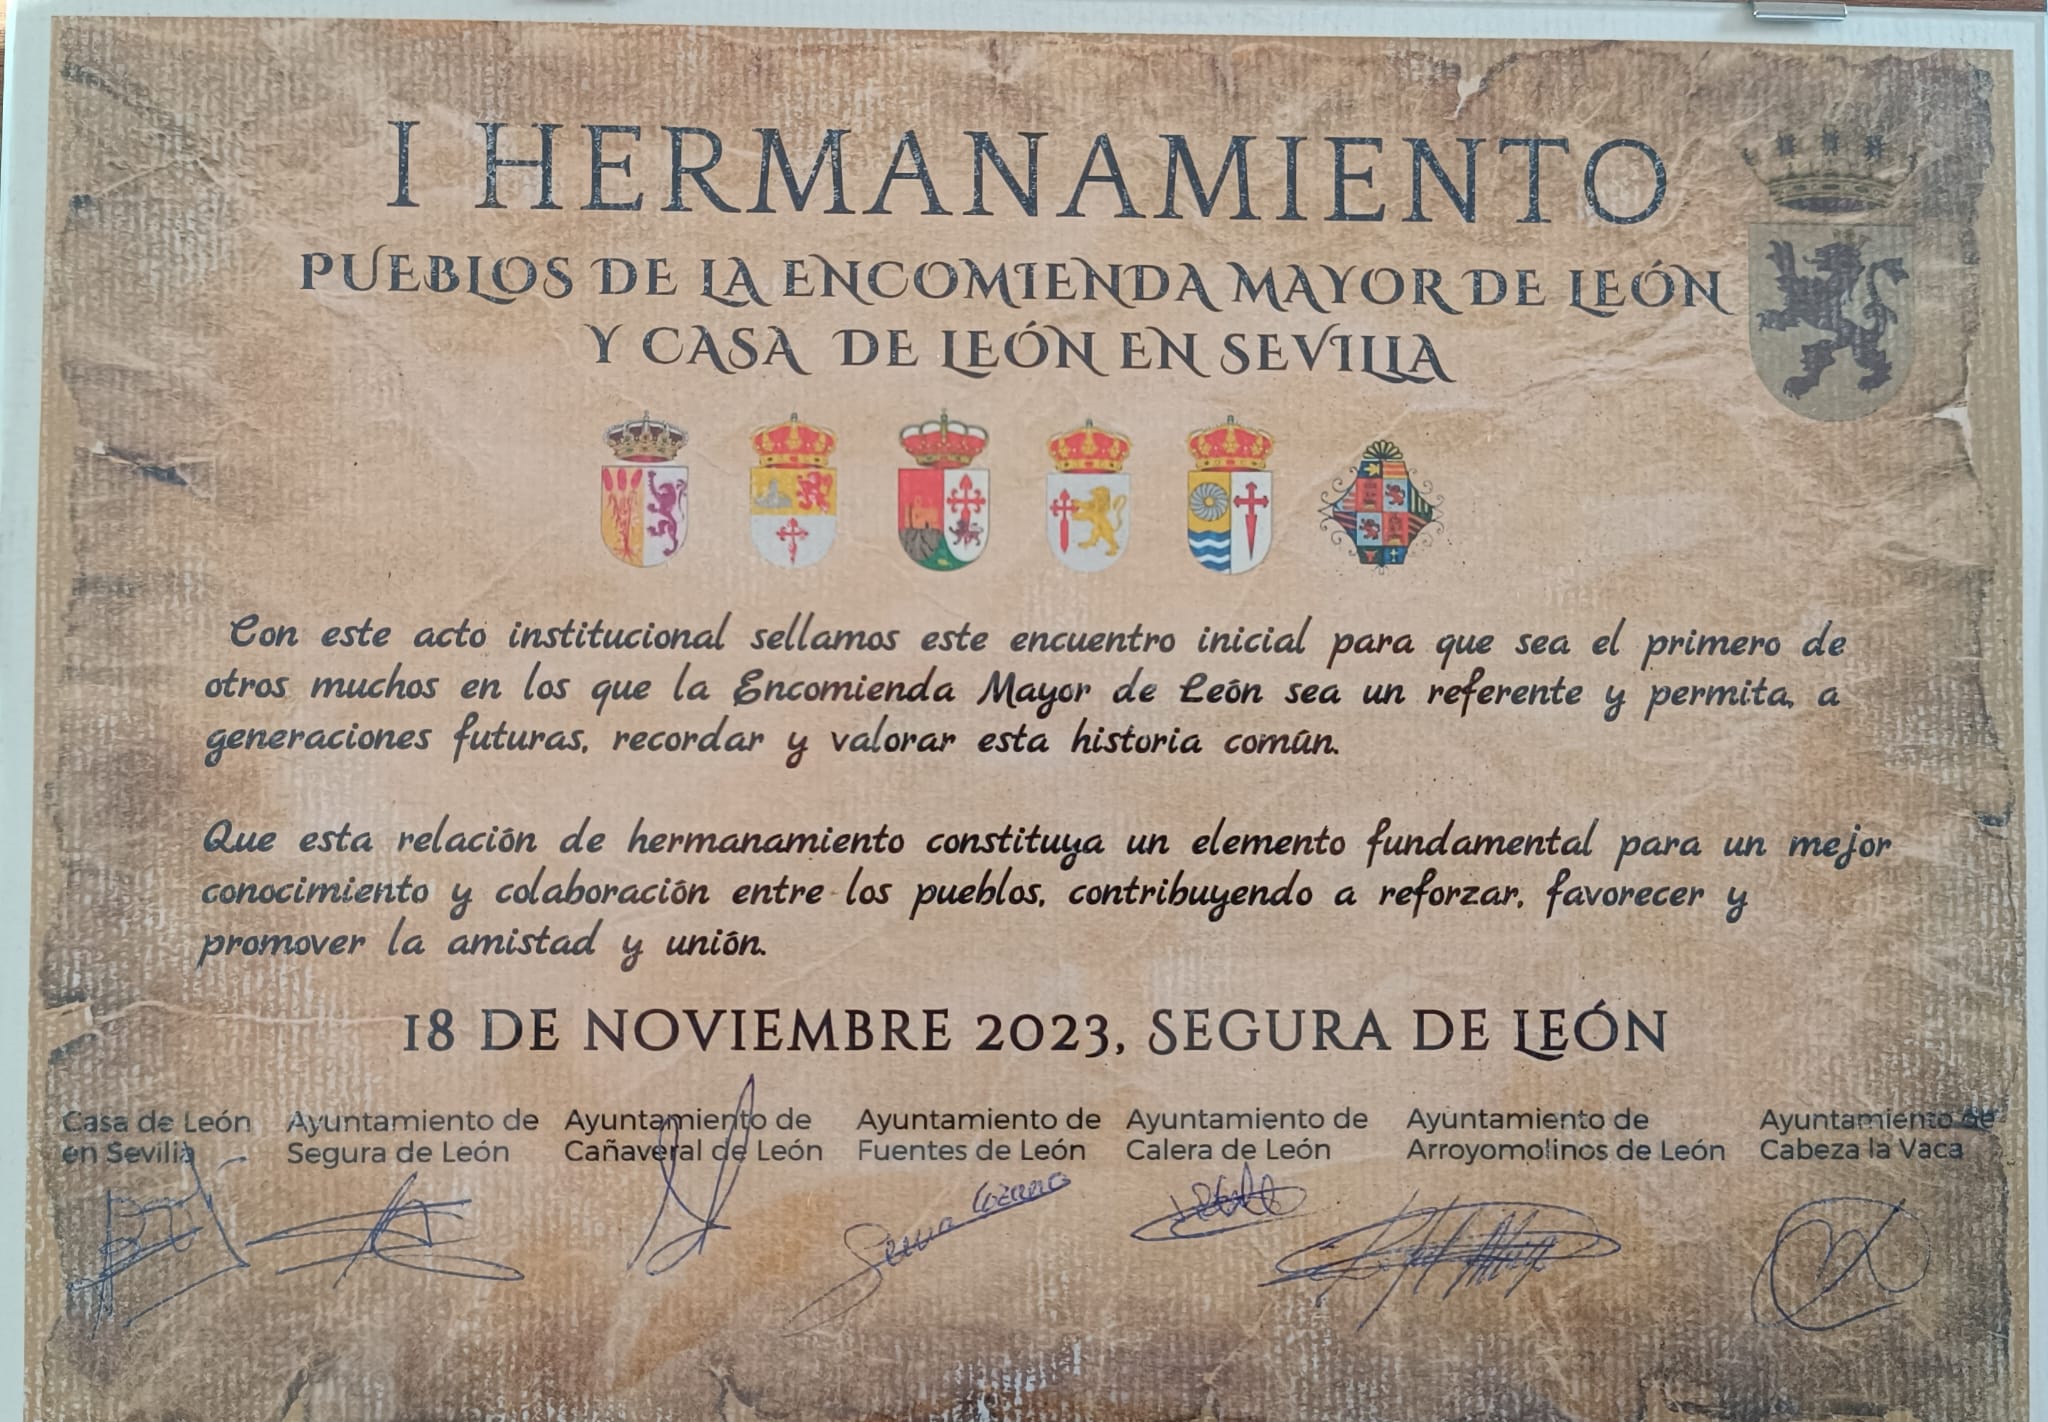 I HERMANAMIENTO
PUEBLOS DE LA ENCOMIENDA MAYOR DE LEÓN
Y CASA DE LEÓN EN SEVILLA
Con este acto institucional sellamos este encuentro inicial para que sea el primero de
otros muchos en los que la Encomienda Mayor de León sea un referente y permita, a
generaciones futuras, recordar y valorar esta historia común.
Que esta relación de hermanamiento constituya un elemento fundamental para un mejor
conocimiento y colaboración entre los pueblos, contribuyendo a reforzar, favorecer y
promover la amistad y unión.
18 DE NOVIEMBRE 2023, SEGURA DE LEÓN
Casa de León
en Sevilla
Ayuntamiento de
Segura de León
Ayuntamiento de
Cañaveral de León
Ayuntamiento de
Fuentes de León
Ayuntamiento de
Calera de León
Ayuntamiento de
Arroyomolinos de León
Ayuntamiento de
Cabeza la Vaca